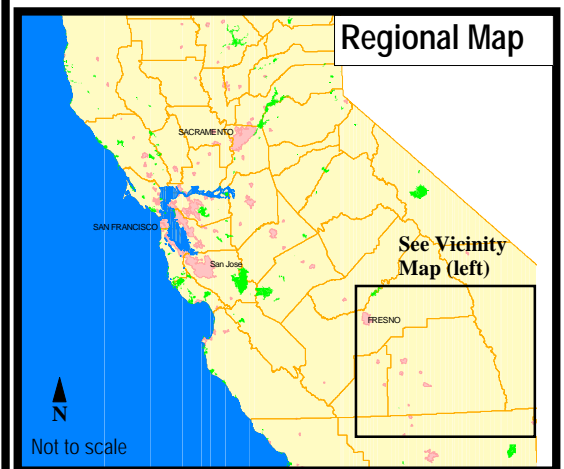 Regional Map
SACRAMENTO
SAN FRANCISCO
San Jose
See Vicinity
Map (left)
FRESNO
N
Not to scale